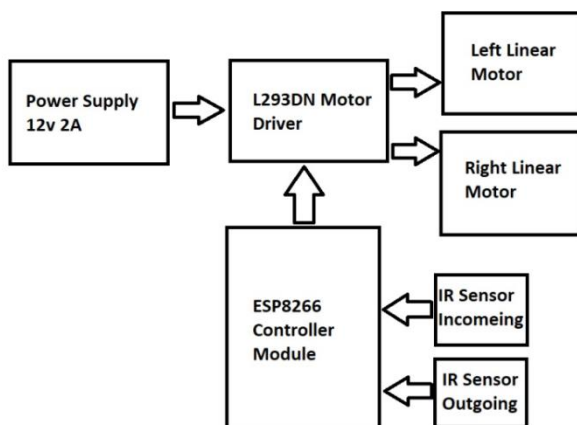 Power Supply
12v 2A
L293DN Motor
Driver
Left Linear
Motor
Right Linear
Motor
ESP8266
Controller
Module
IR Sensor
Incomeing
IR Sensor
Outgoing